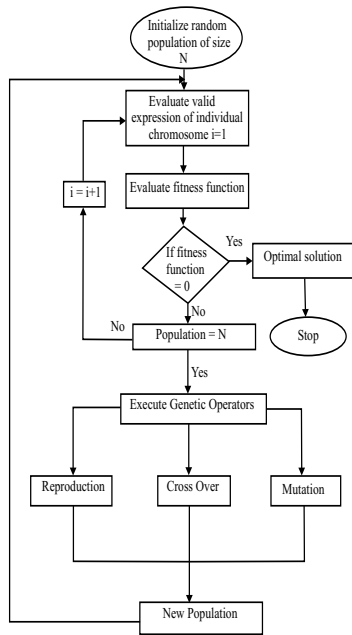 Initialize random
population of size
N
Evaluate valid
expression of individual
chromosome i=1
i = i+1
Evaluate fitness function
If fitness
function
= 0
Yes
Optimal solution
No
Stop
No
Population = N
Yes
Execute Genetic Operators
Reproduction
Cross Over
Mutation
New Population